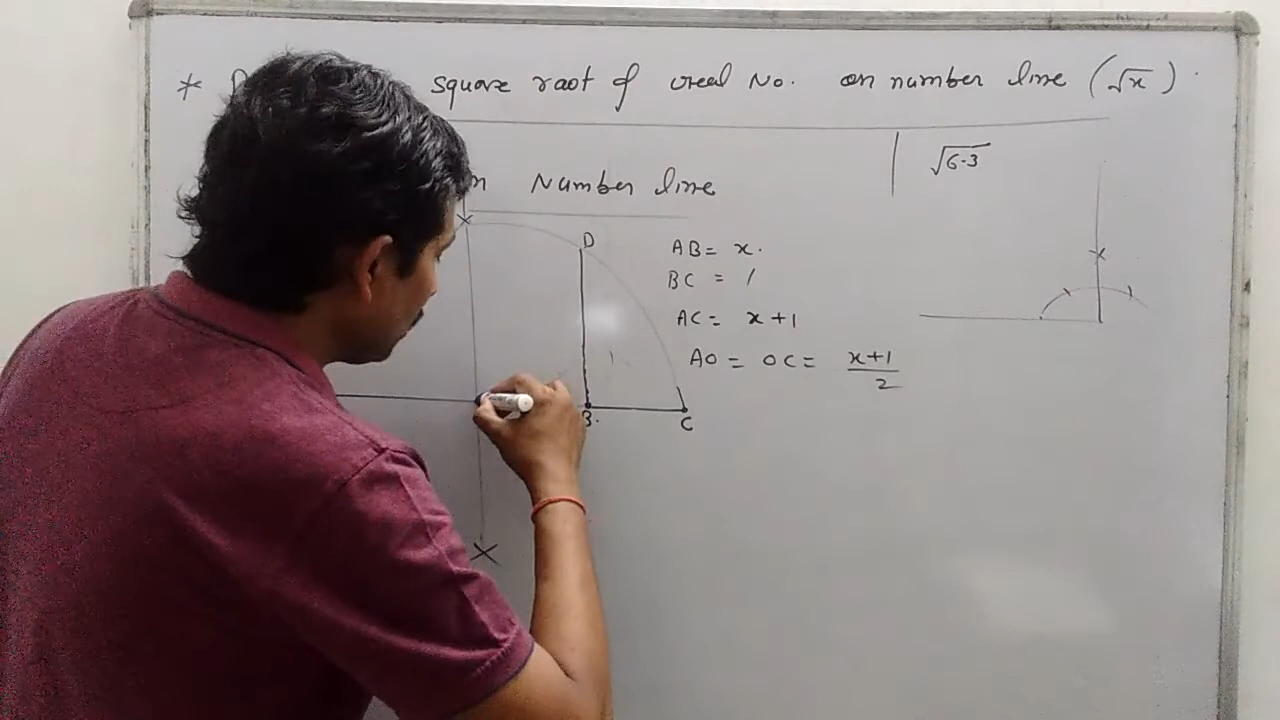 * square root of real No. on number line (√x).
Number line
√6.3
D
AB = x.
BC = 1
AC = x+1
AO = OC = x+1/2
B.
C